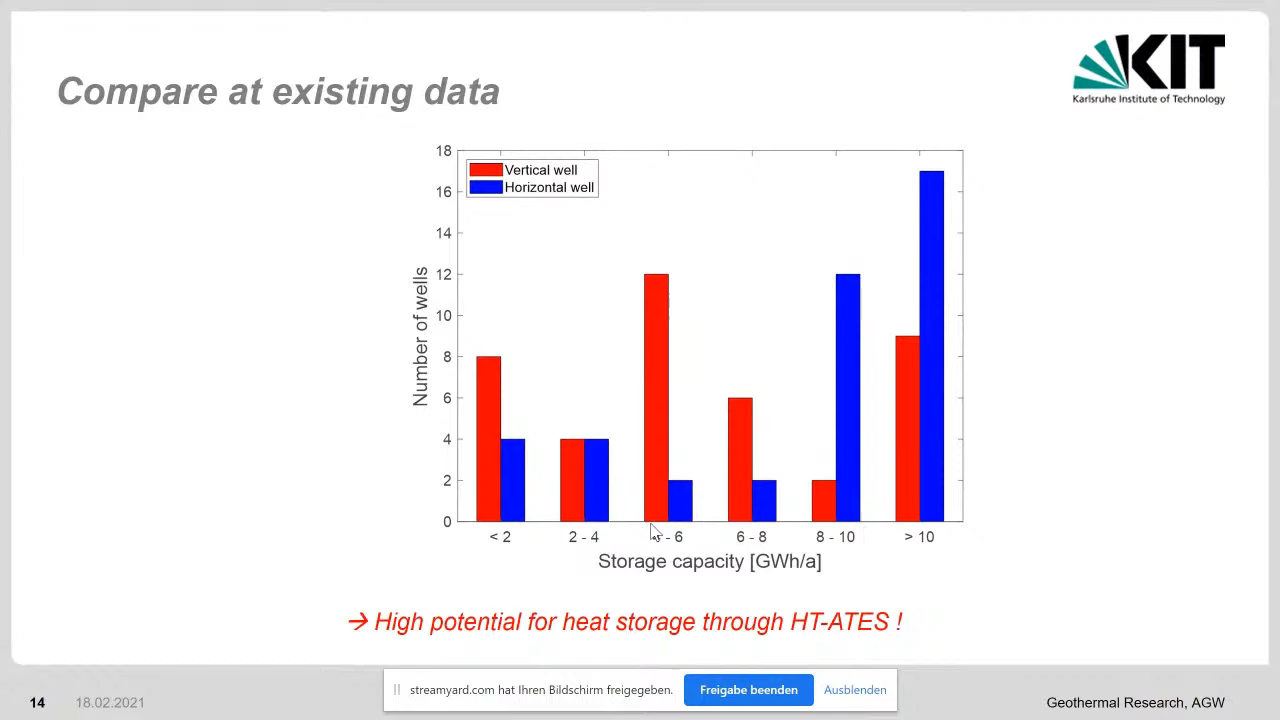 Compare at existing data
KIT
Karlsruhe Institute of Technology
18
16
14
12
10
8
6
4
2
0
Number of wells
Vertical well
Horizontal well
< 2
2 - 4
- 6
6 - 8
8 - 10
> 10
Storage capacity [GWh/a]
→ High potential for heat storage through HT-ATES !
14
18.02.2021
streamyard.com hat Ihren Bildschirm freigegeben.
Freigabe beenden
Ausblenden
Geothermal Research, AGW